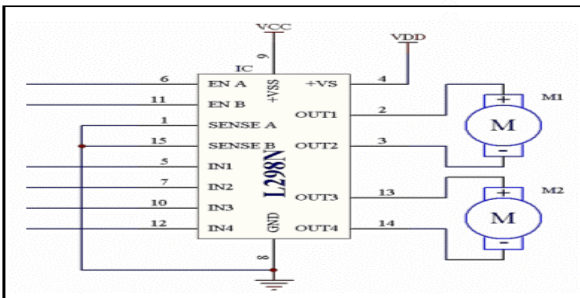 VCC
VDD
9
IC
6 EN A +VSS +VS 4
11 EN B OUT1 2
1 SENSE A
15 SENSE B OUT2 3
5 IN1 L298N
7 IN2
10 IN3 OUT3 13
12 IN4 GND OUT4 14
8
+ M1
M
-
+ M2
M
-